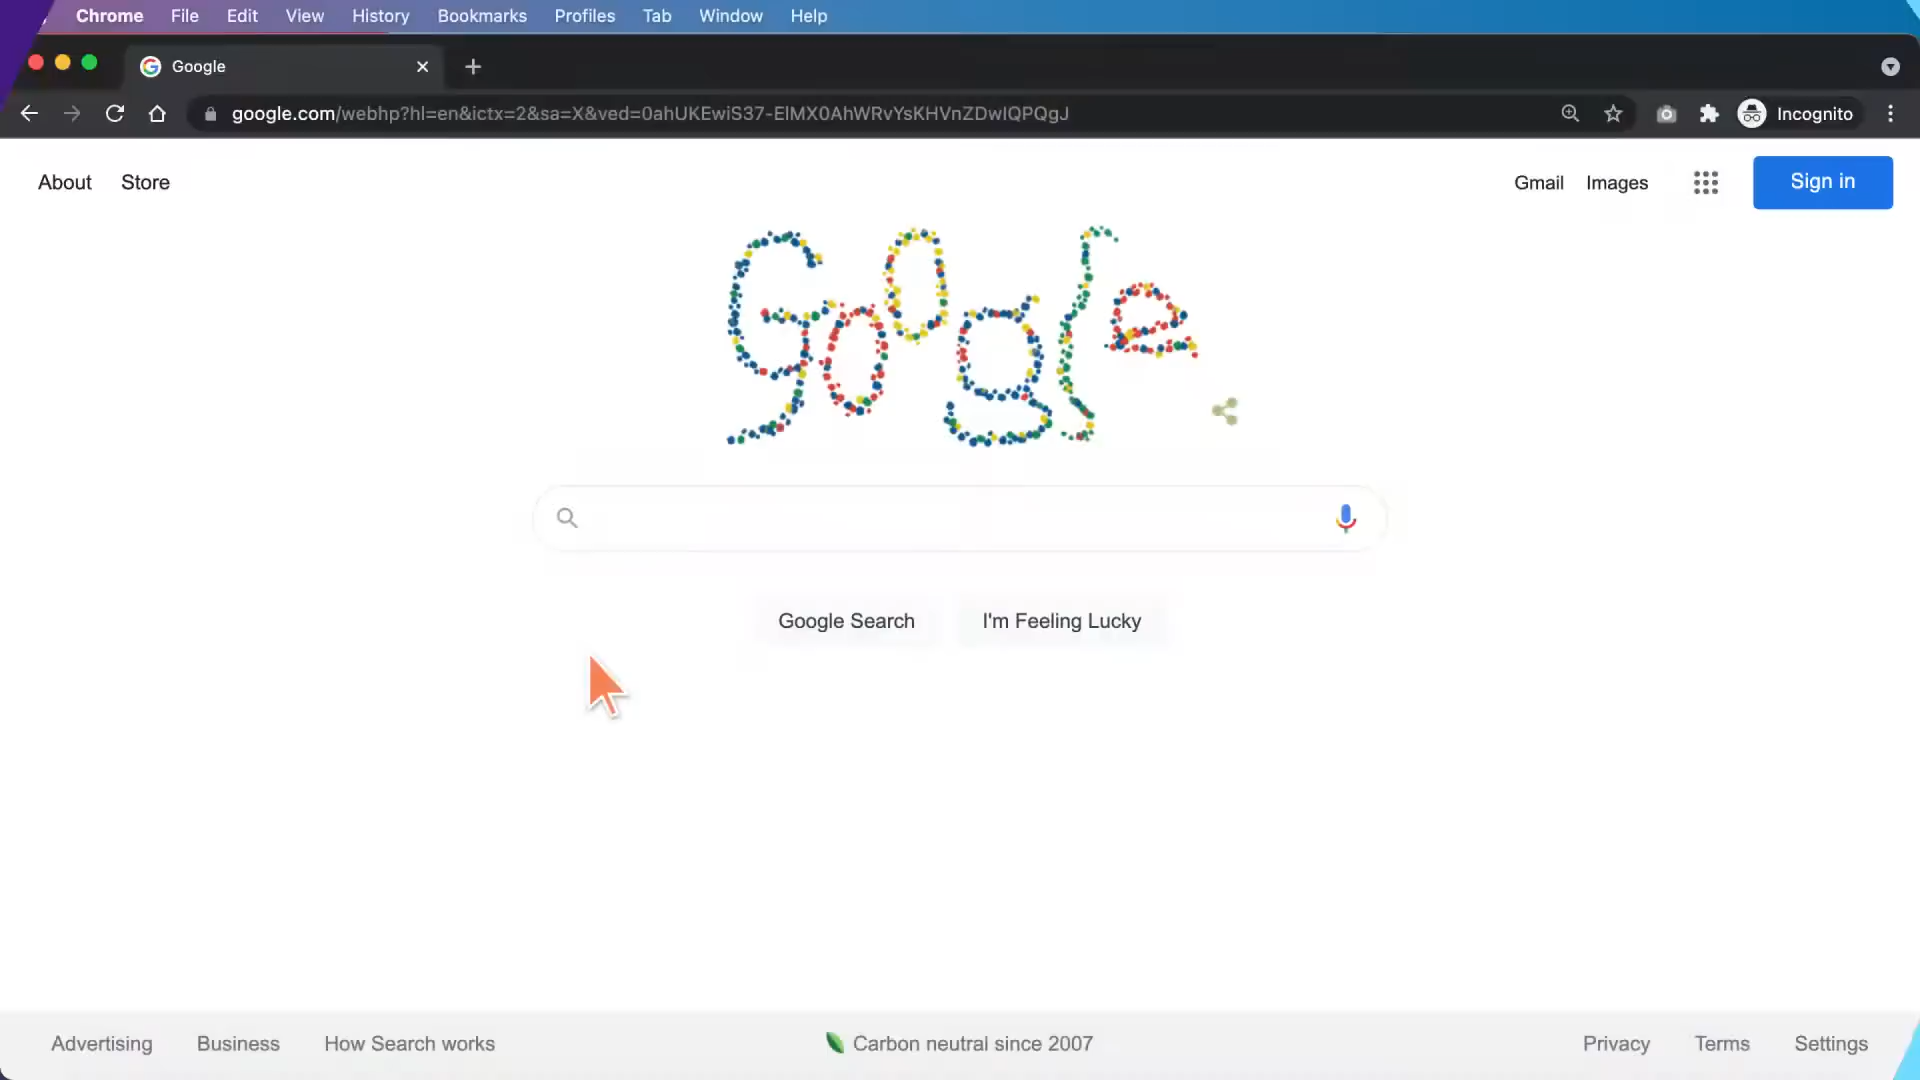 Chrome File Edit View History Bookmarks Profiles Tab Window Help
Google
google.com/webhp?hl=en&ictx=2&sa=X&ved=0ahUKEwiS37-ElMX0AhWRvYsKHVnZDwIQPQgJ
Incognito
About Store
Gmail Images
Sign in
Google
Google Search I'm Feeling Lucky
Advertising Business How Search works
Carbon neutral since 2007
Privacy Terms Settings